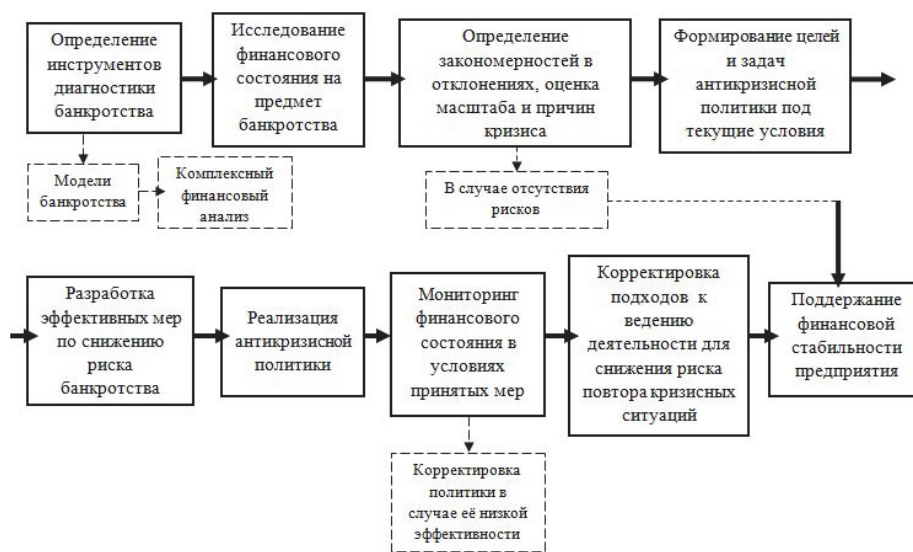 Определение
инструментов
диагностики
банкротства
Исследование
финансового
состояния на
предмет
банкротства
Определение
закономерностей в
отклонениях, оценка
масштаба и причин
кризиса
Формирование целей
и задач
антикризисной
политики под
текущие условия
Модели
банкротства
Комплексный
финансовый
анализ
В случае отсутствия
рисков
Разработка
эффективных мер
по снижению
риска
банкротства
Реализация
антикризисной
политики
Мониторинг
финансового
состояния в
условиях
принятых мер
Корректировка
подходов к
ведению
деятельности для
снижения риска
повтора кризисных
ситуаций
Поддержание
финансовой
стабильности
предприятия
Корректировка
политики в
случае её низкой
эффективности